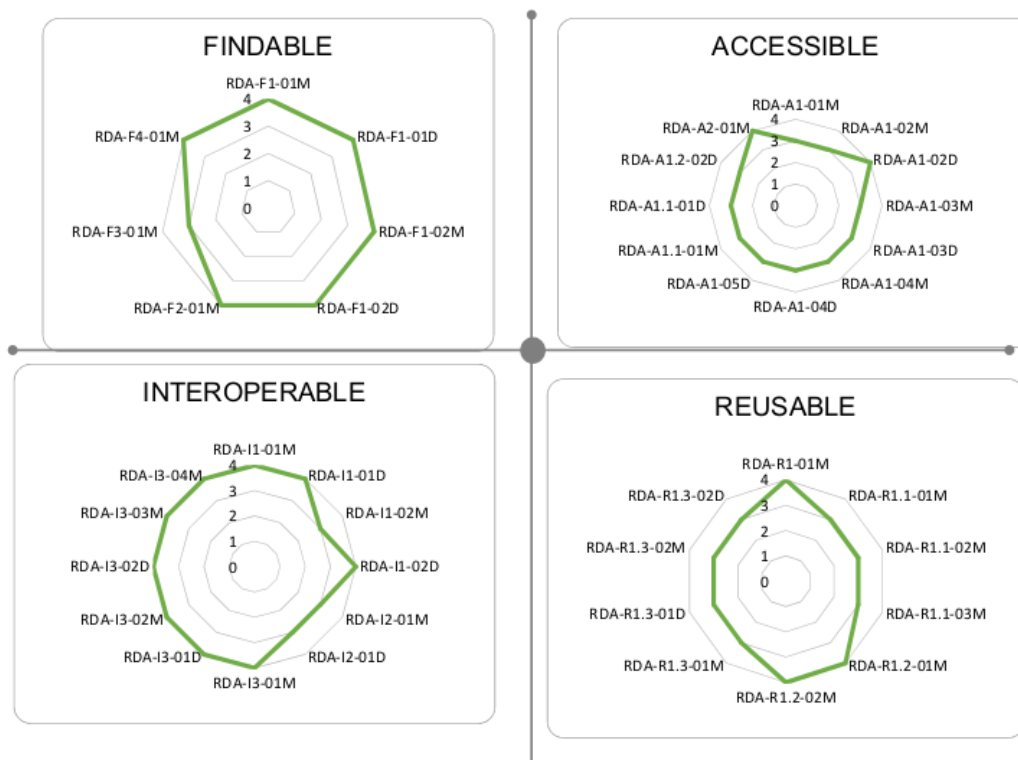 FINDABLE
RDA-F1-01M
4
3
2
1
0
RDA-F1-01D
RDA-F1-02M
RDA-F1-02D
RDA-F2-01M
RDA-F3-01M
RDA-F4-01M
ACCESSIBLE
RDA-A1-01M
4
3
2
1
0
RDA-A1-02M
RDA-A1-02D
RDA-A1-03M
RDA-A1-03D
RDA-A1-04M
RDA-A1-04D
RDA-A1-05D
RDA-A1.1-01M
RDA-A1.1-01D
RDA-A1.2-02D
RDA-A2-01M
INTEROPERABLE
RDA-I1-01M
4
3
2
1
0
RDA-I1-01D
RDA-I1-02M
RDA-I1-02D
RDA-I2-01M
RDA-I2-01D
RDA-I3-01M
RDA-I3-01D
RDA-I3-02M
RDA-I3-02D
RDA-I3-03M
RDA-I3-04M
REUSABLE
RDA-R1-01M
4
3
2
1
0
RDA-R1.1-01M
RDA-R1.1-02M
RDA-R1.1-03M
RDA-R1.2-01M
RDA-R1.2-02M
RDA-R1.3-01M
RDA-R1.3-01D
RDA-R1.3-02M
RDA-R1.3-02D